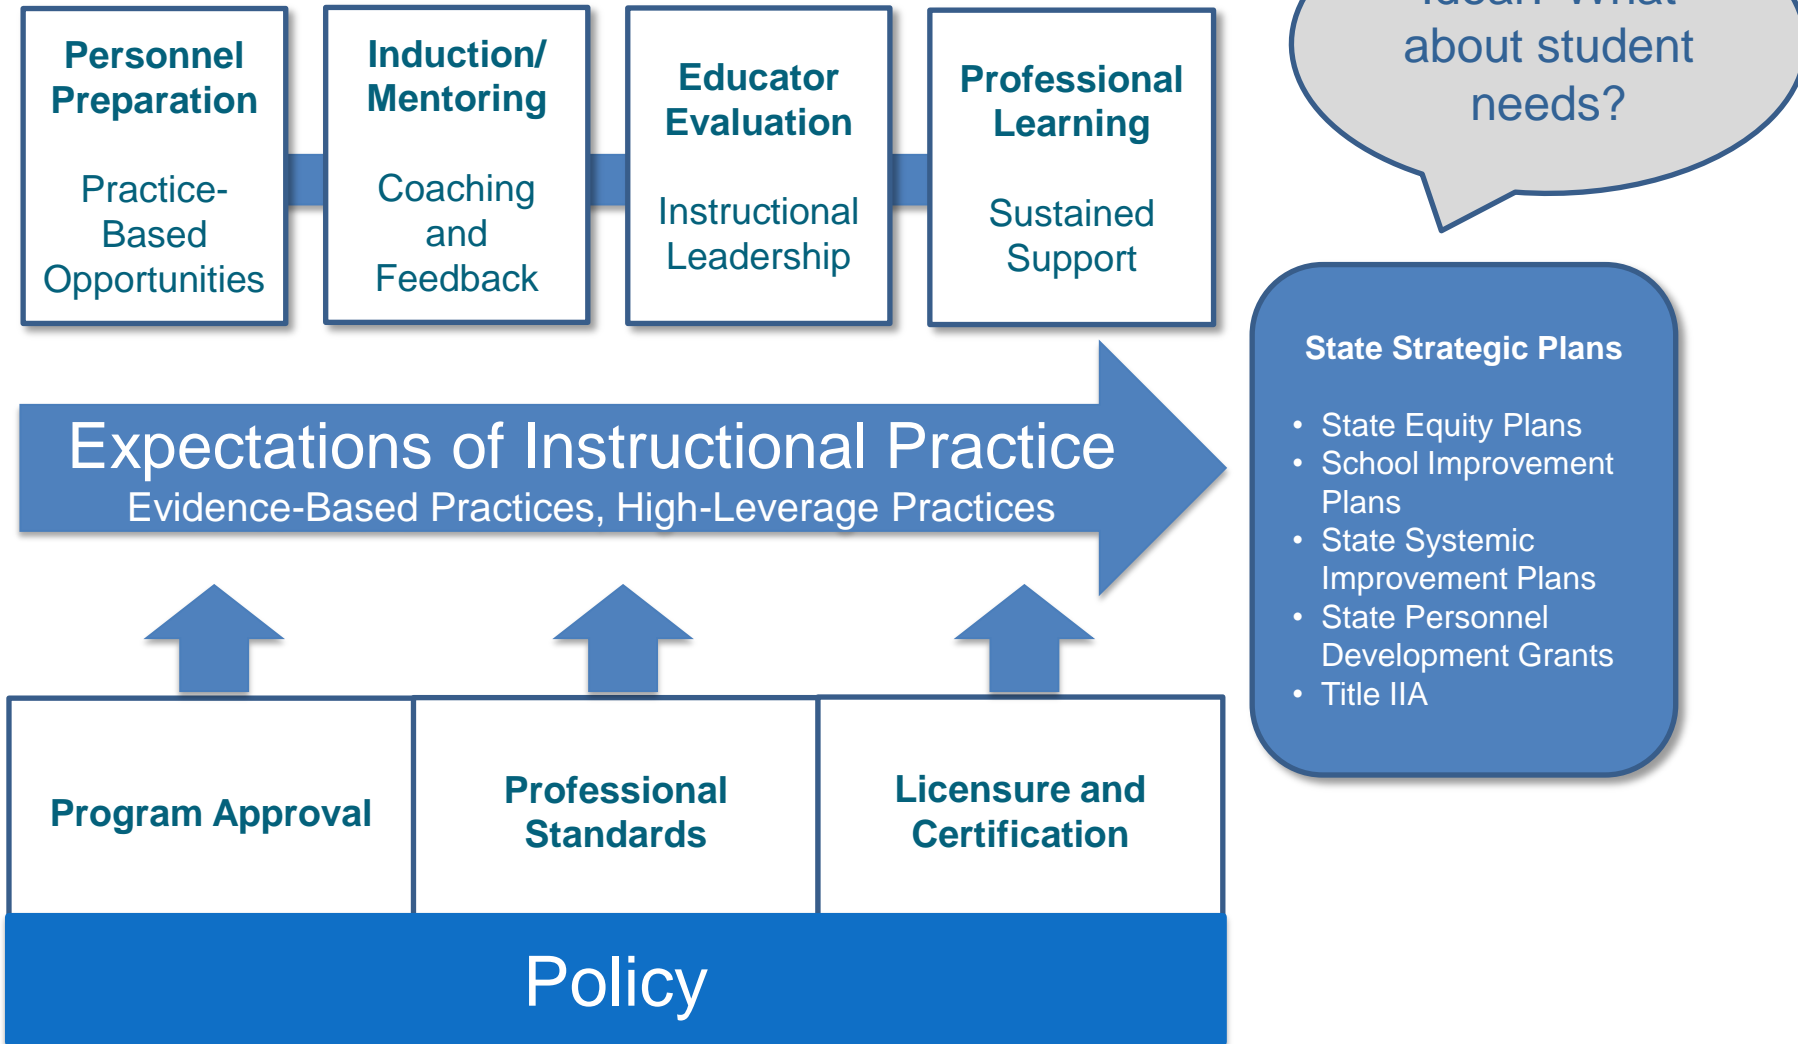 Personnel
Preparation
Practice-
Based
Opportunities
Induction/
Mentoring
Coaching
and
Feedback
Educator
Evaluation
Instructional
Leadership
Professional
Learning
Sustained
Support
What
about student
needs?
Expectations of Instructional Practice
Evidence-Based Practices, High-Leverage Practices
State Strategic Plans
• State Equity Plans
• School Improvement
Plans
• State Systemic
Improvement Plans
• State Personnel
Development Grants
• Title IIA
Program Approval
Professional
Standards
Licensure and
Certification
Policy